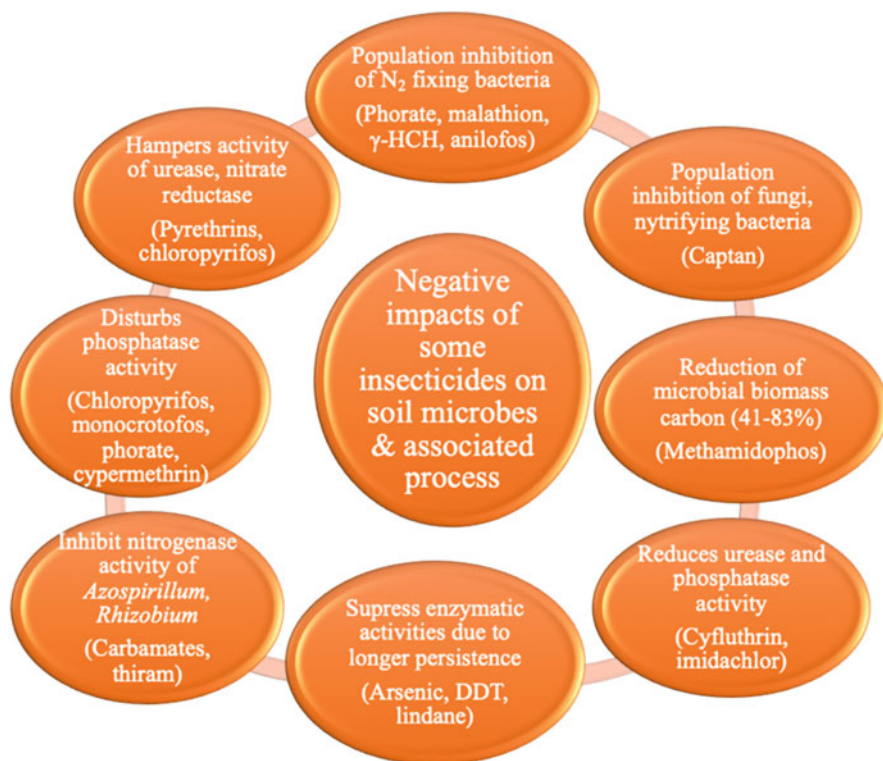 Population inhibition
of N₂ fixing bacteria
(Phorate, malathion,
γ-HCH, anilofos)
Population
inhibition of fungi,
nytrifying bacteria
(Captan)
Reduction of
microbial biomass
carbon (41-83%)
(Methamidophos)
Reduces urease and
phosphatase
activity
(Cyfluthrin,
imidachlor)
Supress enzymatic
activities due to
longer persistence
(Arsenic, DDT,
lindane)
Inhibit nitrogenase
activity of
Azospirillum,
Rhizobium
(Carbamates,
thiram)
Disturbs
phosphatase
activity
(Chloropyrifos,
monocrotofos,
phorate,
cypermethrin)
Hampers activity
of urease, nitrate
reductase
(Pyrethrins,
chloropyrifos)
Negative
impacts of
some
insecticides on
soil microbes
& associated
process